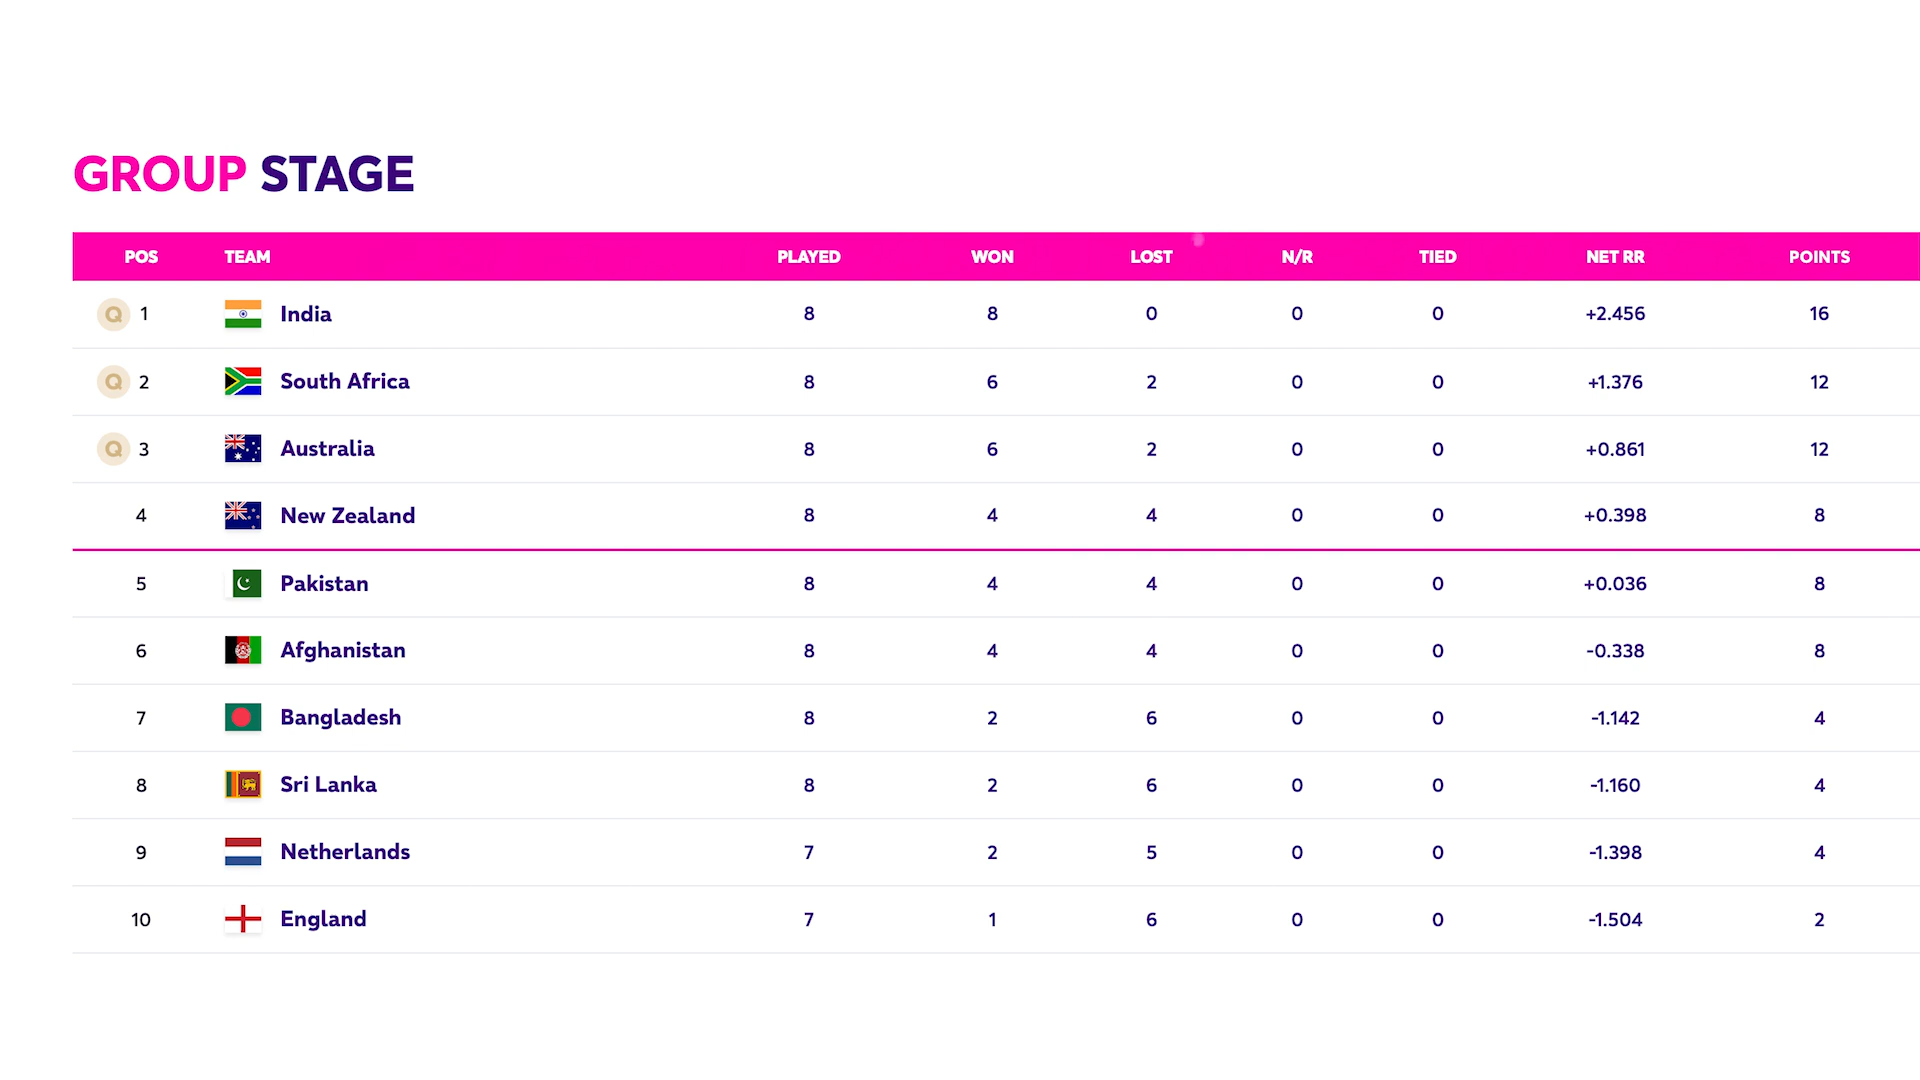 GROUP STAGE
POS TEAM PLAYED WON LOST N/R TIED NET RR POINTS
Q 1 India 8 8 0 0 0 +2.456 16
Q 2 South Africa 8 6 2 0 0 +1.376 12
Q 3 Australia 8 6 2 0 0 +0.861 12
4 New Zealand 8 4 4 0 0 +0.398 8
5 Pakistan 8 4 4 0 0 +0.036 8
6 Afghanistan 8 4 4 0 0 -0.338 8
7 Bangladesh 8 2 6 0 0 -1.142 4
8 Sri Lanka 8 2 6 0 0 -1.160 4
9 Netherlands 7 2 5 0 0 -1.398 4
10 England 7 1 6 0 0 -1.504 2